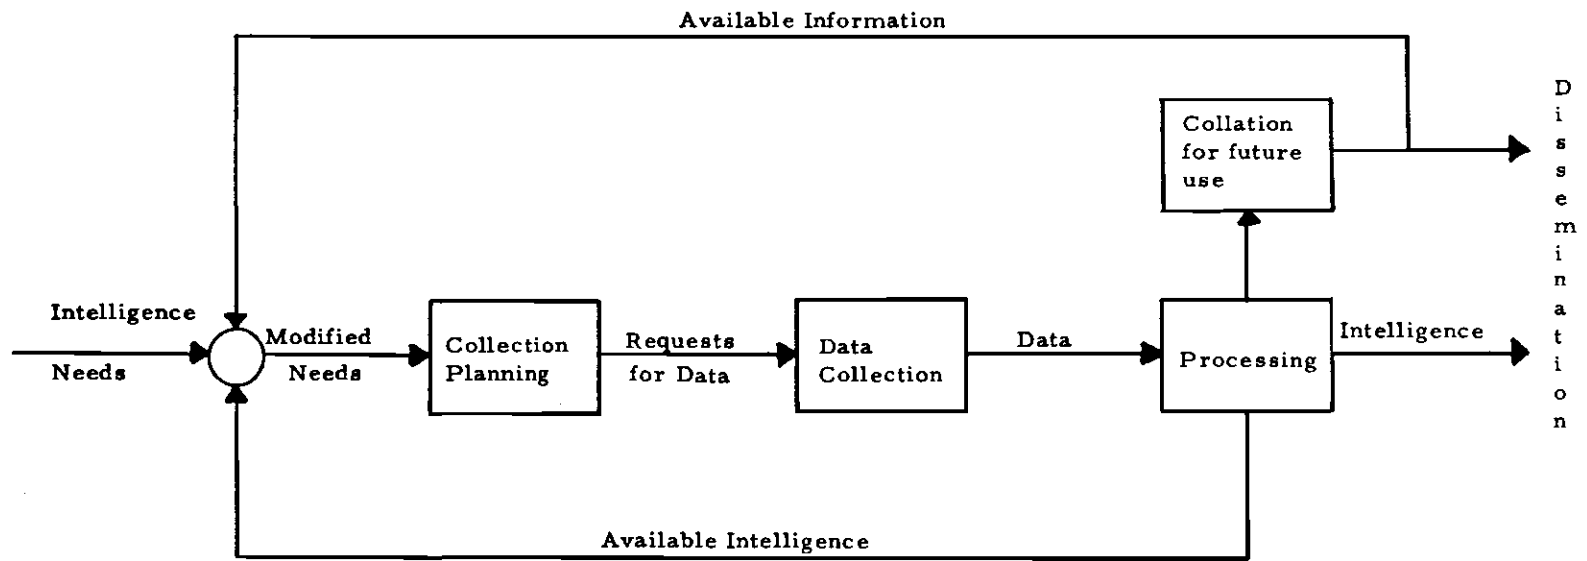 Available Information
Collation
for future
use
Dissemination
Intelligence
Needs
Modified
Needs
Collection
Planning
Requests
for Data
Data
Collection
Data
Processing
Intelligence
Available Intelligence